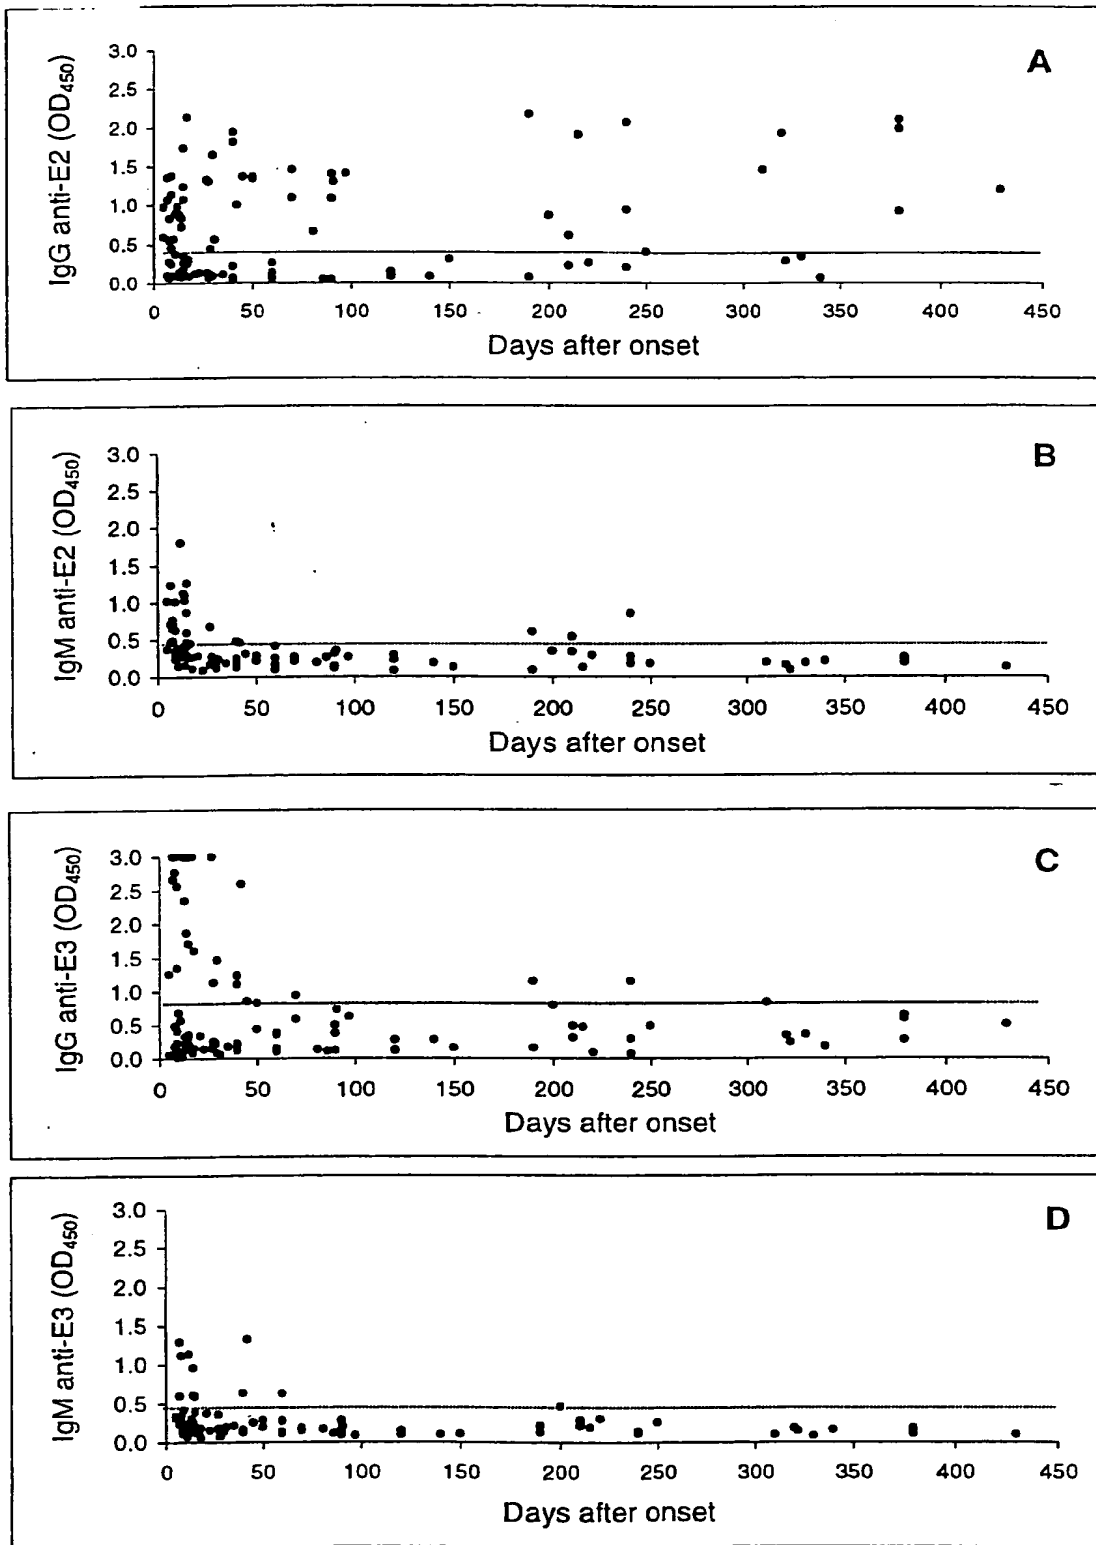 A
IgG anti-E2 (OD450)
3.0
2.5
2.0
1.5
1.0
0.5
0.0
0 50 100 150 200 250 300 350 400 450
Days after onset
B
IgM anti-E2 (OD450)
3.0
2.5
2.0
1.5
1.0
0.5
0.0
0 50 100 150 200 250 300 350 400 450
Days after onset
C
IgG anti-E3 (OD450)
3.0
2.5
2.0
1.5
1.0
0.5
0.0
0 50 100 150 200 250 300 350 400 450
Days after onset
D
IgM anti-E3 (OD450)
3.0
2.5
2.0
1.5
1.0
0.5
0.0
0 50 100 150 200 250 300 350 400 450
Days after onset